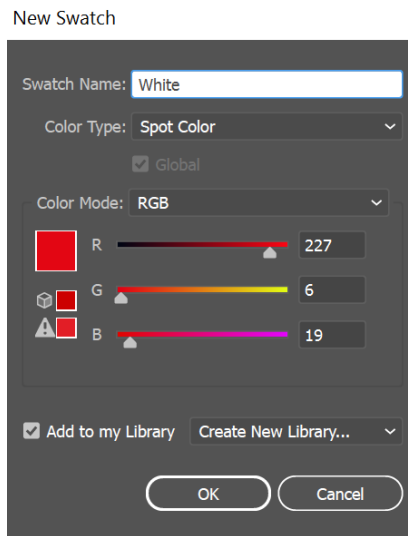 New Swatch
Swatch Name: White
Color Type: Spot Color
Global
Color Mode: RGB
R 227
G 6
B 19
Add to my Library Create New Library...
OK Cancel